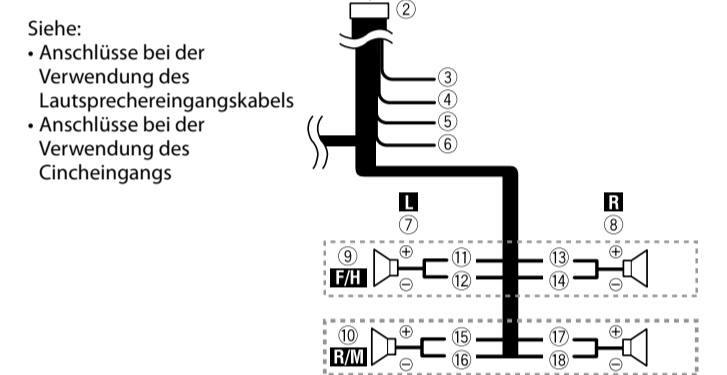 Siehe:
• Anschlüsse bei der
Verwendung des
Lautsprechereingangskabels
• Anschlüsse bei der
Verwendung des
Cincheingangs
②
③
④
⑤
⑥
L R
⑦ ⑧
⑨ + ⑪ ⑬ +
F/H − ⑫ ⑭ −
⑩ + ⑮ ⑰ +
R/M − ⑯ ⑱ −